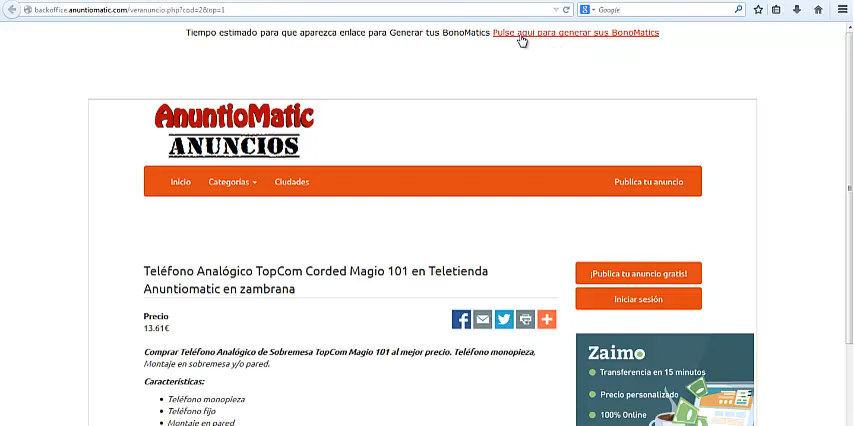 backoffice.anuntiomatic.com/veranuncio.php?cod=2&op=1
Google
Tiempo estimado para que aparezca enlace para Generar tus BonoMatics Pulse aqui para generar sus BonoMatics
AnuntioMatic
ANUNCIOS
Inicio Categorías Ciudades Publica tu anuncio
Teléfono Analógico TopCom Corded Magio 101 en Teletienda
Anuntiomatic en zambrana
¡Publica tu anuncio gratis!
Iniciar sesión
Precio
13.61€
Comprar Teléfono Analógico de Sobremesa TopCom Magio 101 al mejor precio. Teléfono monopieza,
Montaje en sobremesa y/o pared.
Características:
Teléfono monopieza
Teléfono fijo
Montaje en pared
Zaimo
Transferencia en 15 minutos
Precio personalizado
100% Online